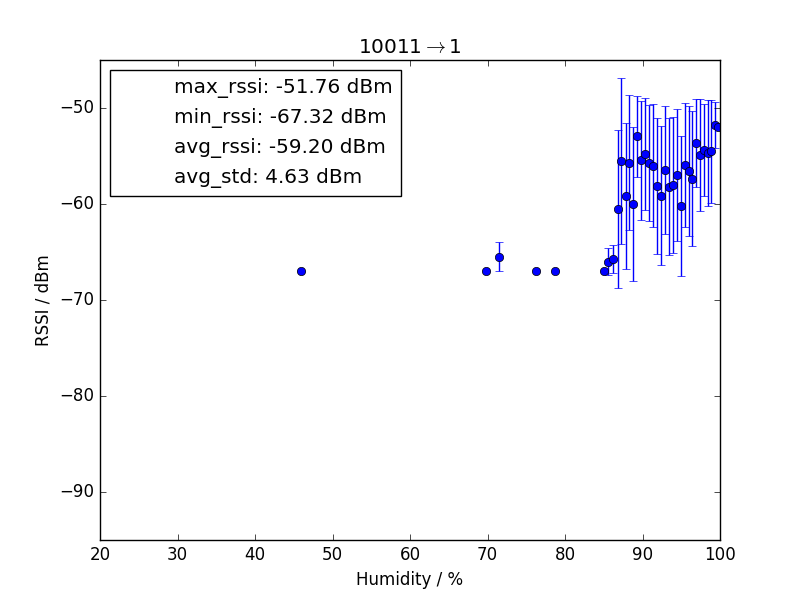 10011→1
max_rssi: -51.76 dBm
min_rssi: -67.32 dBm
avg_rssi: -59.20 dBm
avg_std: 4.63 dBm
RSSI / dBm
−50
−60
−70
−80
−90
20 30 40 50 60 70 80 90 100
Humidity / %